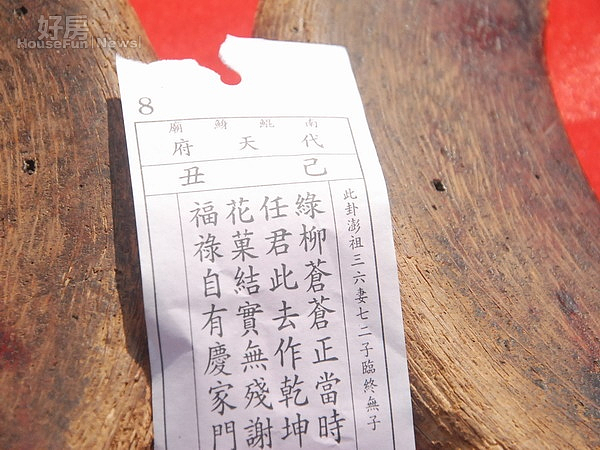 好房
HouseFun News
8
南鯤鯓廟
代天府
己丑
此卦澎祖三六妻七二子臨終無子
綠柳蒼蒼正當時
任君此去作乾坤
花菓結實無殘謝
福祿自有慶家門